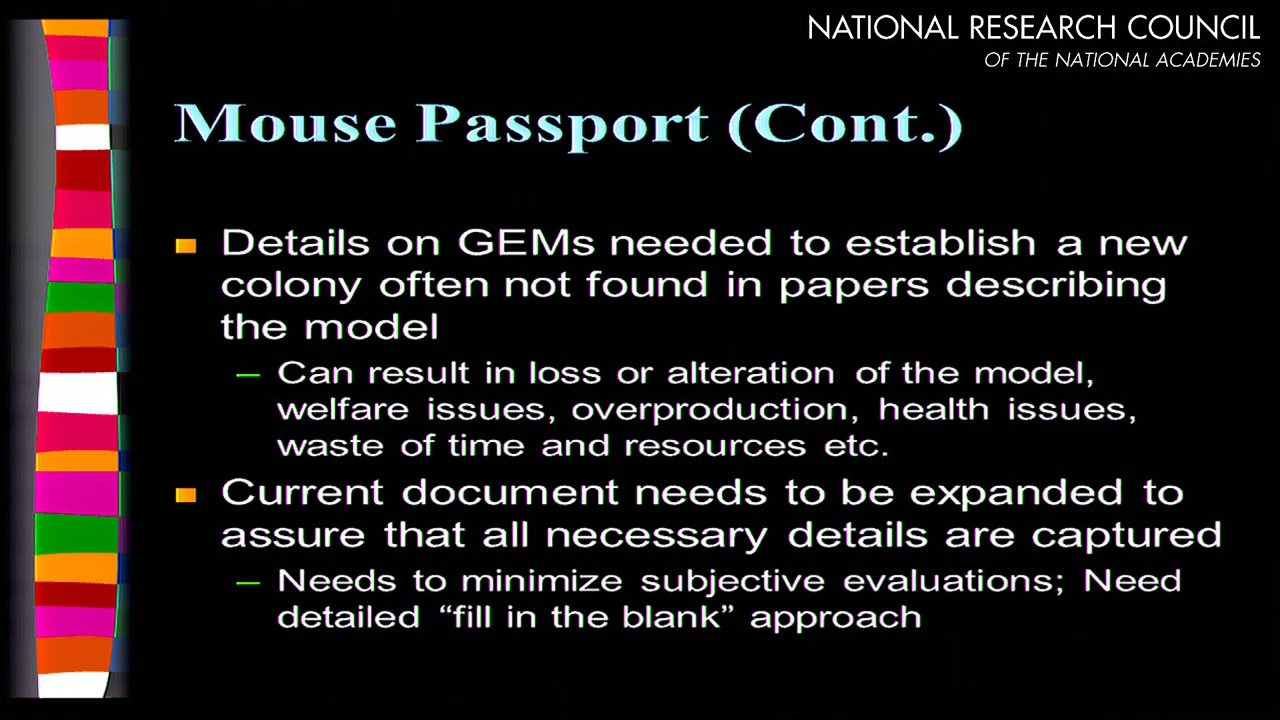 NATIONAL RESEARCH COUNCIL
OF THE NATIONAL ACADEMIES
Mouse Passport (Cont.)
Details on GEMs needed to establish a new
colony often not found in papers describing
the model
– Can result in loss or alteration of the model,
welfare issues, overproduction, health issues,
waste of time and resources etc.
Current document needs to be expanded to
assure that all necessary details are captured
– Needs to minimize subjective evaluations; Need
detailed “fill in the blank” approach